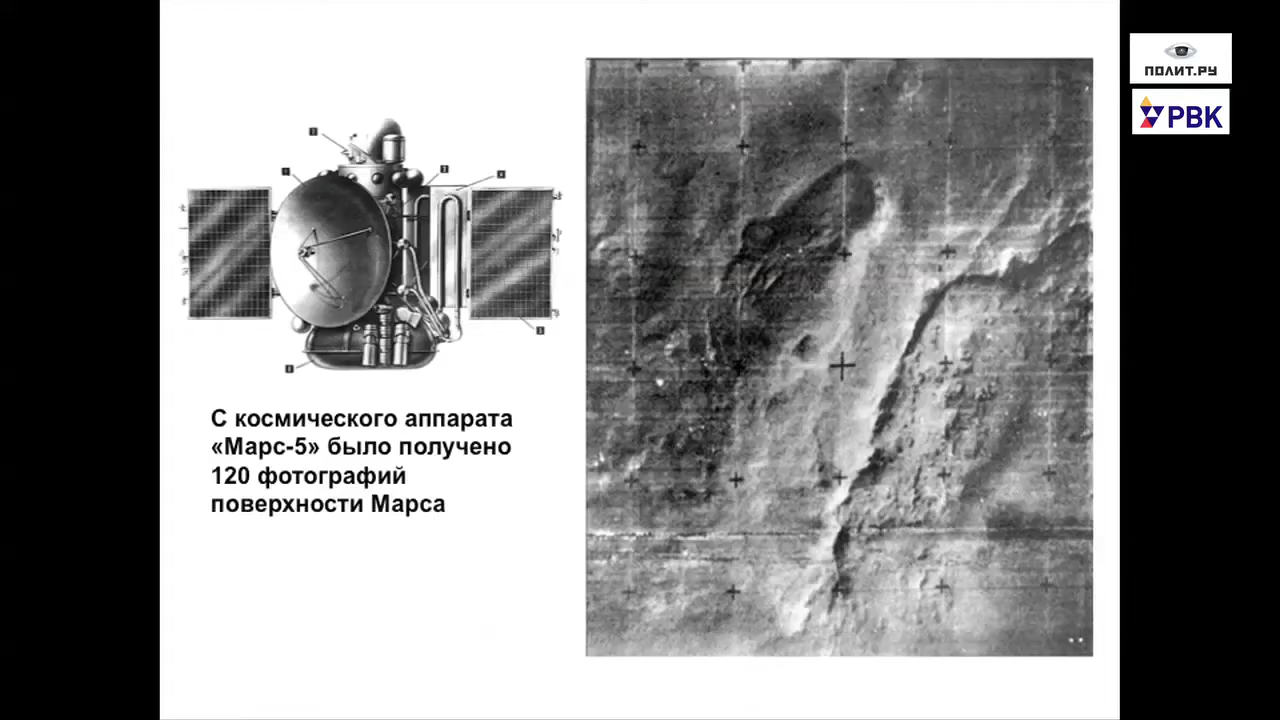 С космического аппарата
«Марс-5» было получено
120 фотографий
поверхности Марса
ПОЛИТ.РУ
РВК